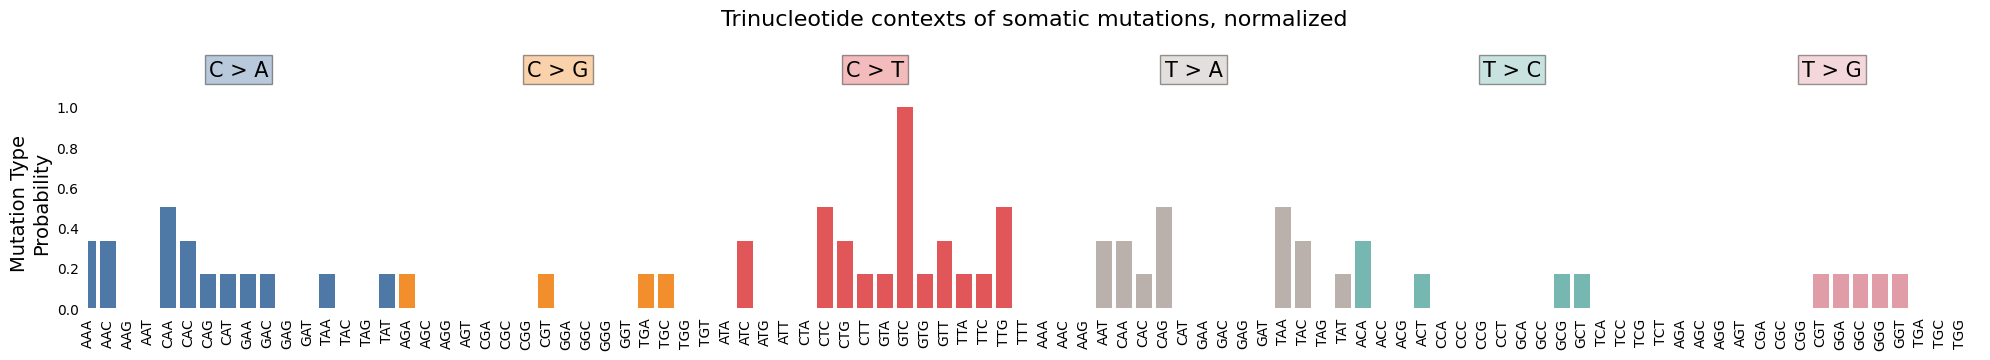 Trinucleotide contexts of somatic mutations, normalized
C > A C > G C > T T > A T > C T > G
Mutation Type
Probability
1.0
0.8
0.6
0.4
0.2
0.0
AAA AAC AAG AAT CAA CAC CAG CAT GAA GAC GAG GAT TAA TAC TAG TAT AGA AGC AGG AGT CGA CGC CGG CGT GGA GGC GGG GGT TGA TGC TGG TGT ATA ATC ATG ATT CTA CTC CTG CTT GTA GTC GTG GTT TTA TTC TTG TTT AAA AAC AAG AAT CAA CAC CAG CAT GAA GAC GAG GAT TAA TAC TAG TAT ACA ACC ACG ACT CCA CCC CCG CCT GCA GCC GCG GCT TCA TCC TCG TCT AGA AGC AGG AGT CGA CGC CGG CGT GGA GGC GGG GGT TGA TGC TGG